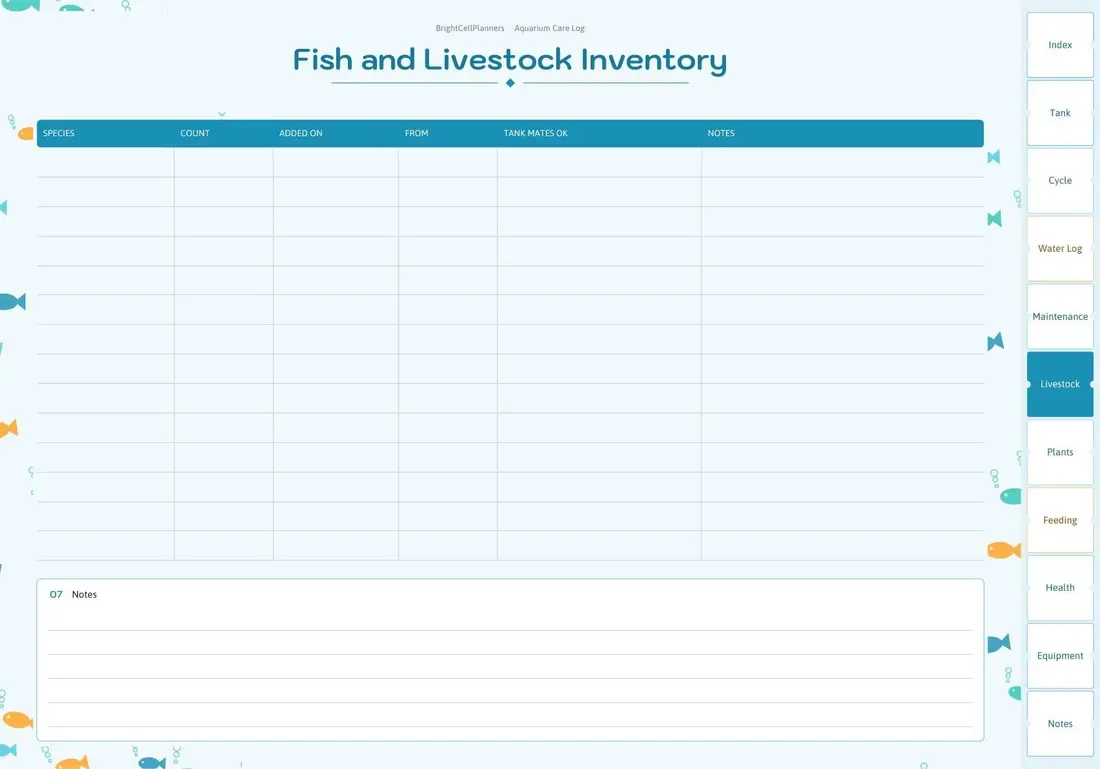 BrightCellPlanners Aquarium Care Log
Fish and Livestock Inventory
SPECIES COUNT ADDED ON FROM TANK MATES OK NOTES
07 Notes
Index
Tank
Cycle
Water Log
Maintenance
Livestock
Plants
Feeding
Health
Equipment
Notes